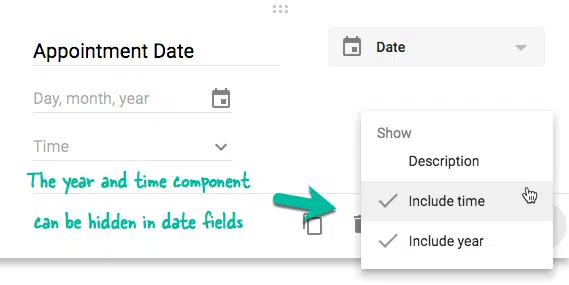 Appointment Date
Date
Day, month, year
Time
Show
Description
Include time
Include year
The year and time component
can be hidden in date fields